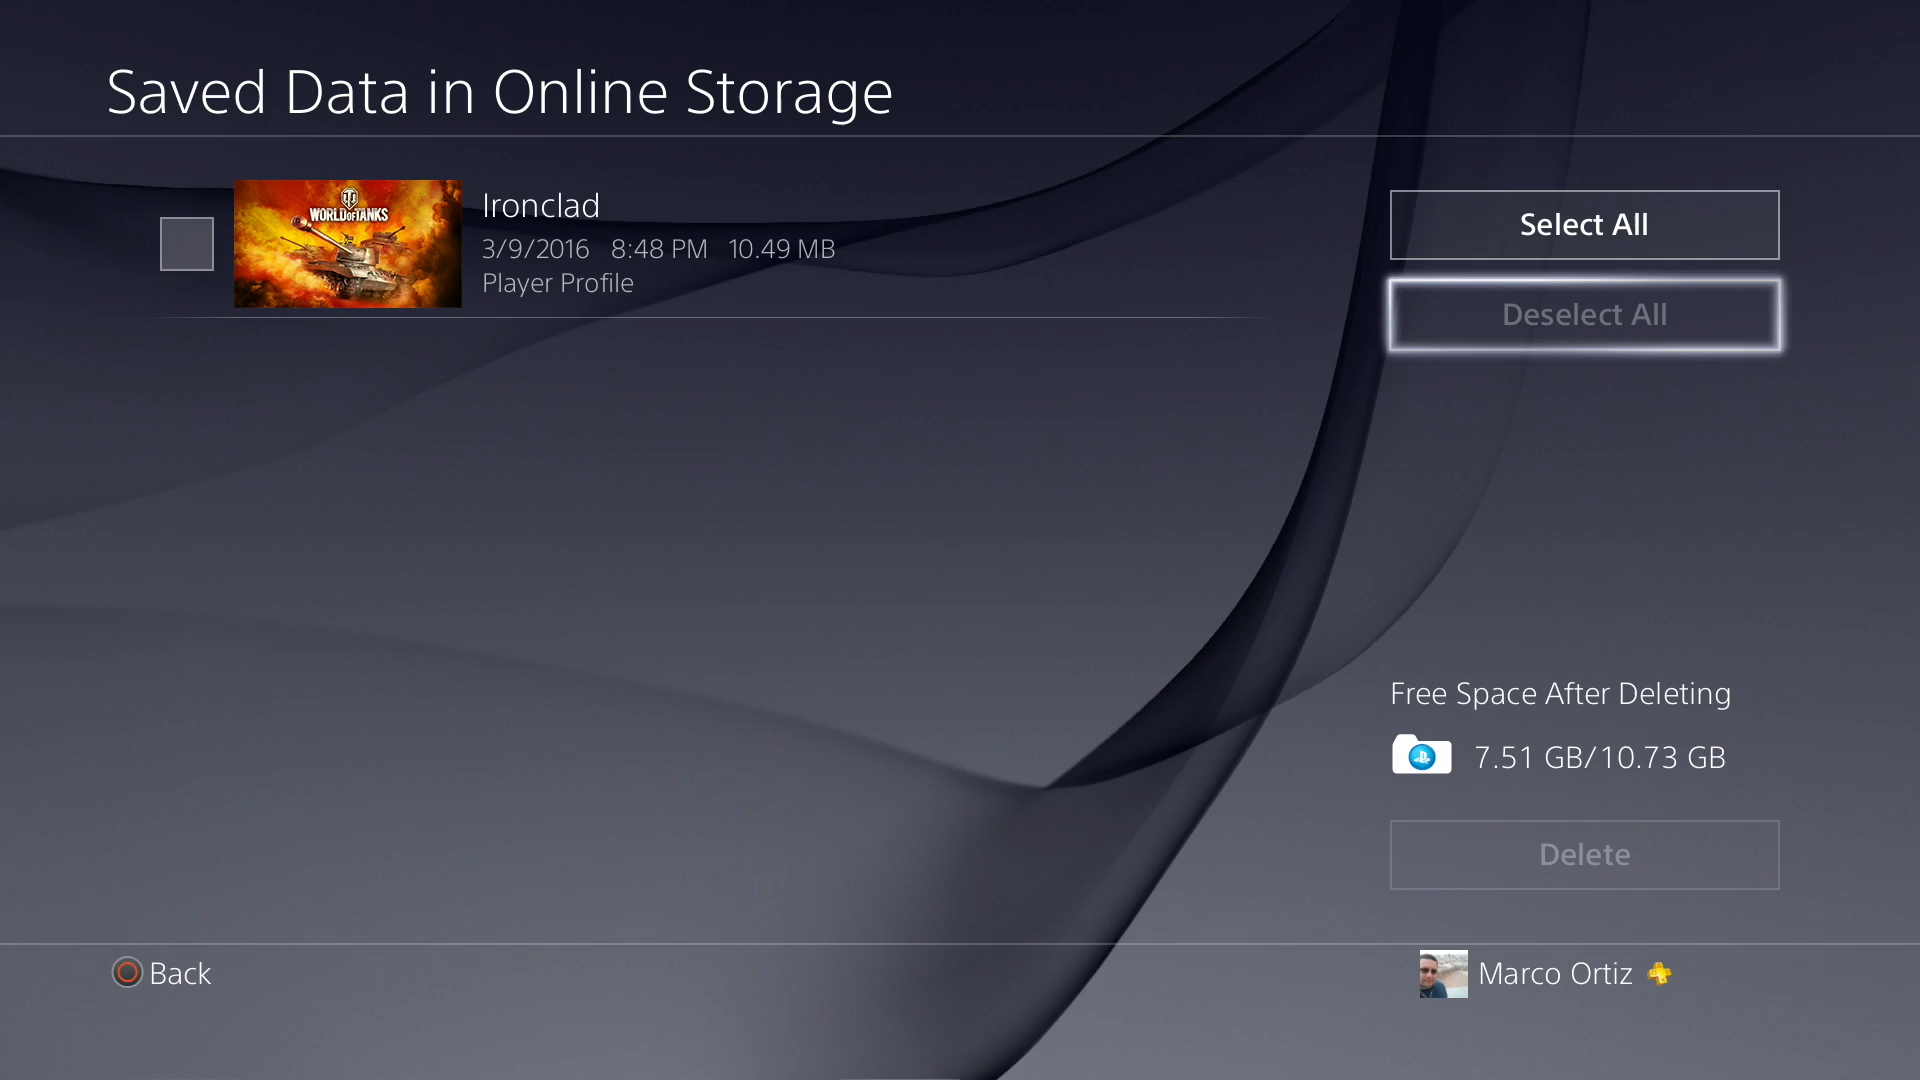 Saved Data in Online Storage
WORLD OF TANKS
Ironclad
3/9/2016 8:48 PM 10.49 MB
Player Profile
Select All
Deselect All
Free Space After Deleting
7.51 GB/10.73 GB
Delete
Back
Marco Ortiz